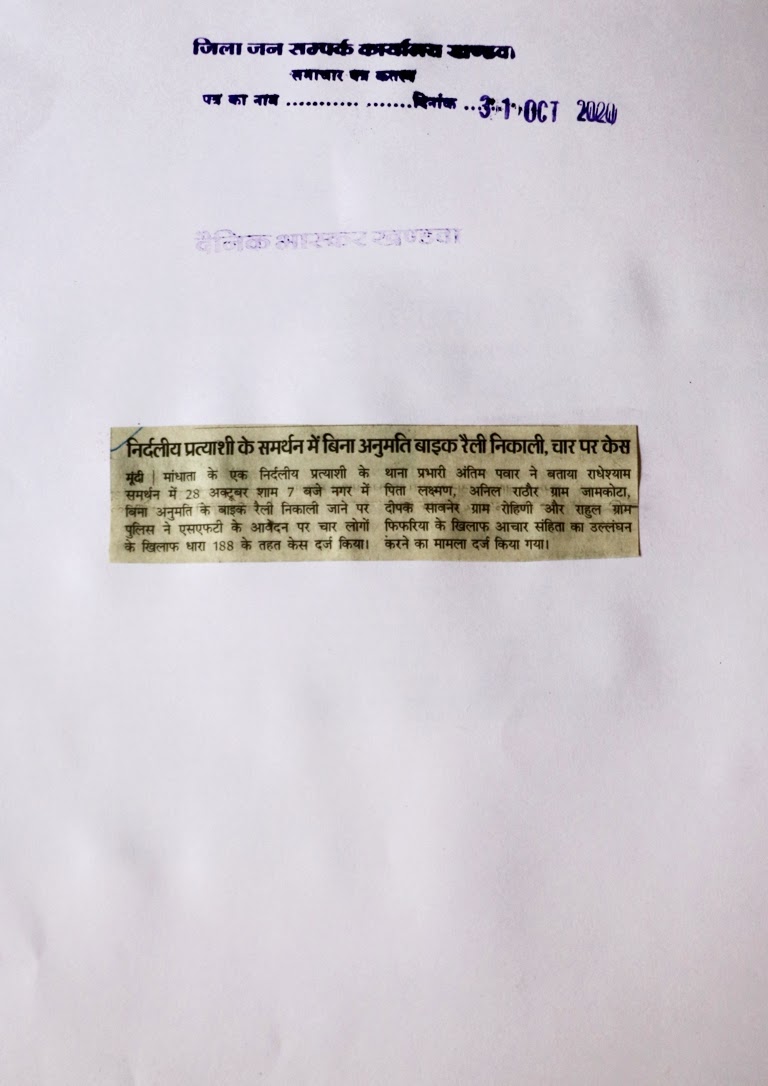 जिला जन सम्पर्क कार्यालय खण्डवा
समाचार पत्र कतरन
पत्र का नाम .................. दिनांक ... 31 OCT 2020
दैनिक भास्कर खण्डवा
निर्दलीय प्रत्याशी के समर्थन में बिना अनुमति बाइक रैली निकाली, चार पर केस
मूंदी | मांधाता के एक निर्दलीय प्रत्याशी के
समर्थन में 28 अक्टूबर शाम 7 बजे नगर में
बिना अनुमति के बाइक रैली निकाली जाने पर
पुलिस ने एसएफटी के आवेदन पर चार लोगों
के खिलाफ धारा 188 के तहत केस दर्ज किया।
थाना प्रभारी अंतिम पवार ने बताया राधेश्याम
पिता लक्ष्मण, अनिल राठौर ग्राम जामकोटा,
दीपक सावनेर ग्राम रोहिणी और राहुल ग्राम
फिफरिया के खिलाफ आचार संहिता का उल्लंघन
करने का मामला दर्ज किया गया।